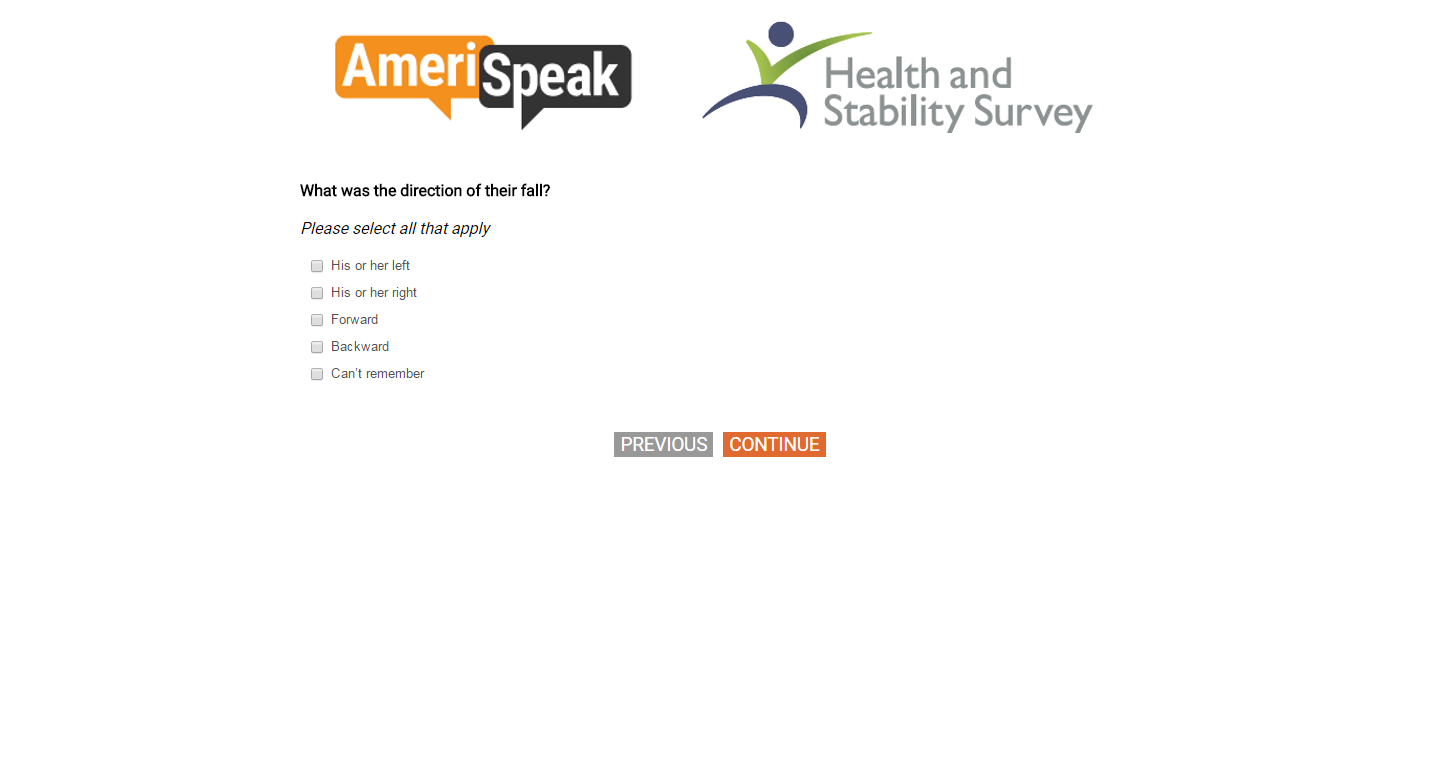 AmeriSpeak
Health and
Stability Survey
What was the direction of their fall?
Please select all that apply
His or her left
His or her right
Forward
Backward
Can't remember
PREVIOUS CONTINUE